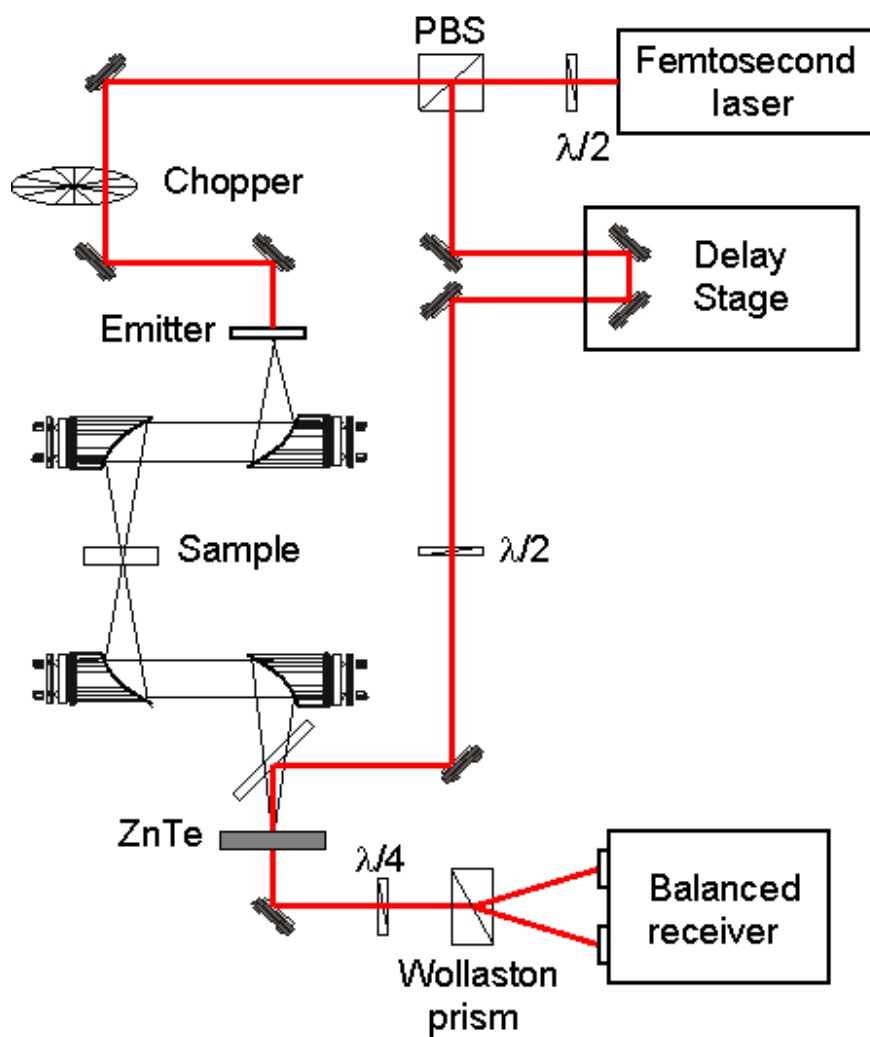 PBS
Femtosecond
laser
λ/2
Chopper
Delay
Stage
Emitter
Sample
λ/2
ZnTe
λ/4
Balanced
receiver
Wollaston
prism